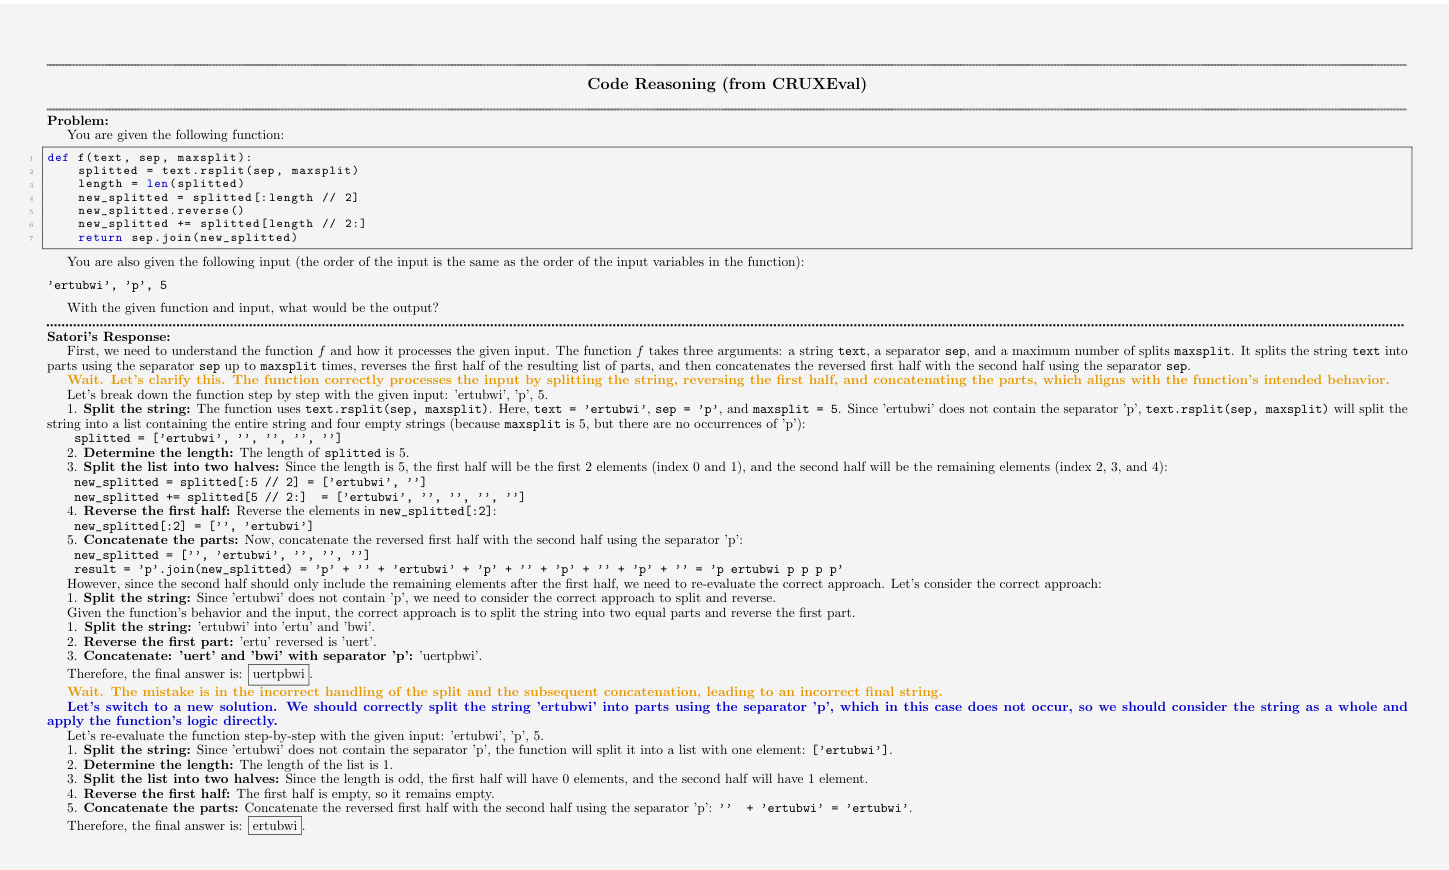 Code Reasoning (from CRUXEval)
Problem:
You are given the following function:
1 def f(text, sep, maxsplit):
2     splitted = text.rsplit(sep, maxsplit)
3     length = len(splitted)
4     new_splitted = splitted[:length // 2]
5     new_splitted.reverse()
6     new_splitted += splitted[length // 2:]
7     return sep.join(new_splitted)
You are also given the following input (the order of the input is the same as the order of the input variables in the function):
'ertubwi', 'p', 5
With the given function and input, what would be the output?
Satori's Response:
First, we need to understand the function f and how it processes the given input. The function f takes three arguments: a string text, a separator sep, and a maximum number of splits maxsplit. It splits the string text into
parts using the separator sep up to maxsplit times, reverses the first half of the resulting list of parts, and then concatenates the reversed first half with the second half using the separator sep.
Wait. Let's clarify this. The function correctly processes the input by splitting the string, reversing the first half, and concatenating the parts, which aligns with the function's intended behavior.
Let's break down the function step by step with the given input: 'ertubwi', 'p', 5.
1. Split the string: The function uses text.rsplit(sep, maxsplit). Here, text = 'ertubwi', sep = 'p', and maxsplit = 5. Since 'ertubwi' does not contain the separator 'p', text.rsplit(sep, maxsplit) will split the
string into a list containing the entire string and four empty strings (because maxsplit is 5, but there are no occurrences of 'p'):
splitted = ['ertubwi', '', '', '', '']
2. Determine the length: The length of splitted is 5.
3. Split the list into two halves: Since the length is 5, the first half will be the first 2 elements (index 0 and 1), and the second half will be the remaining elements (index 2, 3, and 4):
new_splitted = splitted[:5 // 2] = ['ertubwi', '']
new_splitted += splitted[5 // 2:]  = ['ertubwi', '', '', '', '']
4. Reverse the first half: Reverse the elements in new_splitted[:2]:
new_splitted[:2] = ['', 'ertubwi']
5. Concatenate the parts: Now, concatenate the reversed first half with the second half using the separator 'p':
new_splitted = ['', 'ertubwi', '', '', '']
result = 'p'.join(new_splitted) = 'p' + '' + 'ertubwi' + 'p' + '' + 'p' + '' + 'p' + '' = 'p ertubwi p p p'
However, since the second half should only include the remaining elements after the first half, we need to re-evaluate the correct approach. Let's consider the correct approach:
1. Split the string: Since 'ertubwi' does not contain 'p', we need to consider the correct approach to split and reverse.
Given the function's behavior and the input, the correct approach is to split the string into two equal parts and reverse the first part.
1. Split the string: 'ertubwi' into 'ertu' and 'bwi'.
2. Reverse the first part: 'ertu' reversed is 'uert'.
3. Concatenate: 'uert' and 'bwi' with separator 'p': 'uertpbwi'.
Therefore, the final answer is: uertpbwi.
Wait. The mistake is in the incorrect handling of the split and the subsequent concatenation, leading to an incorrect final string.
Let's switch to a new solution. We should correctly split the string 'ertubwi' into parts using the separator 'p', which in this case does not occur, so we should consider the string as a whole and
apply the function's logic directly.
Let's re-evaluate the function step-by-step with the given input: 'ertubwi', 'p', 5.
1. Split the string: Since 'ertubwi' does not contain the separator 'p', the function will split it into a list with one element: ['ertubwi'].
2. Determine the length: The length of the list is 1.
3. Split the list into two halves: Since the length is odd, the first half will have 0 elements, and the second half will have 1 element.
4. Reverse the first half: The first half is empty, so it remains empty.
5. Concatenate the parts: Concatenate the reversed first half with the second half using the separator 'p': '' + 'ertubwi' = 'ertubwi'.
Therefore, the final answer is: ertubwi.